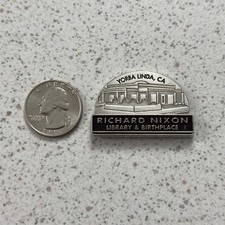 YORBA LINDA, CA
RICHARD NIXON
LIBRARY & BIRTHPLACE